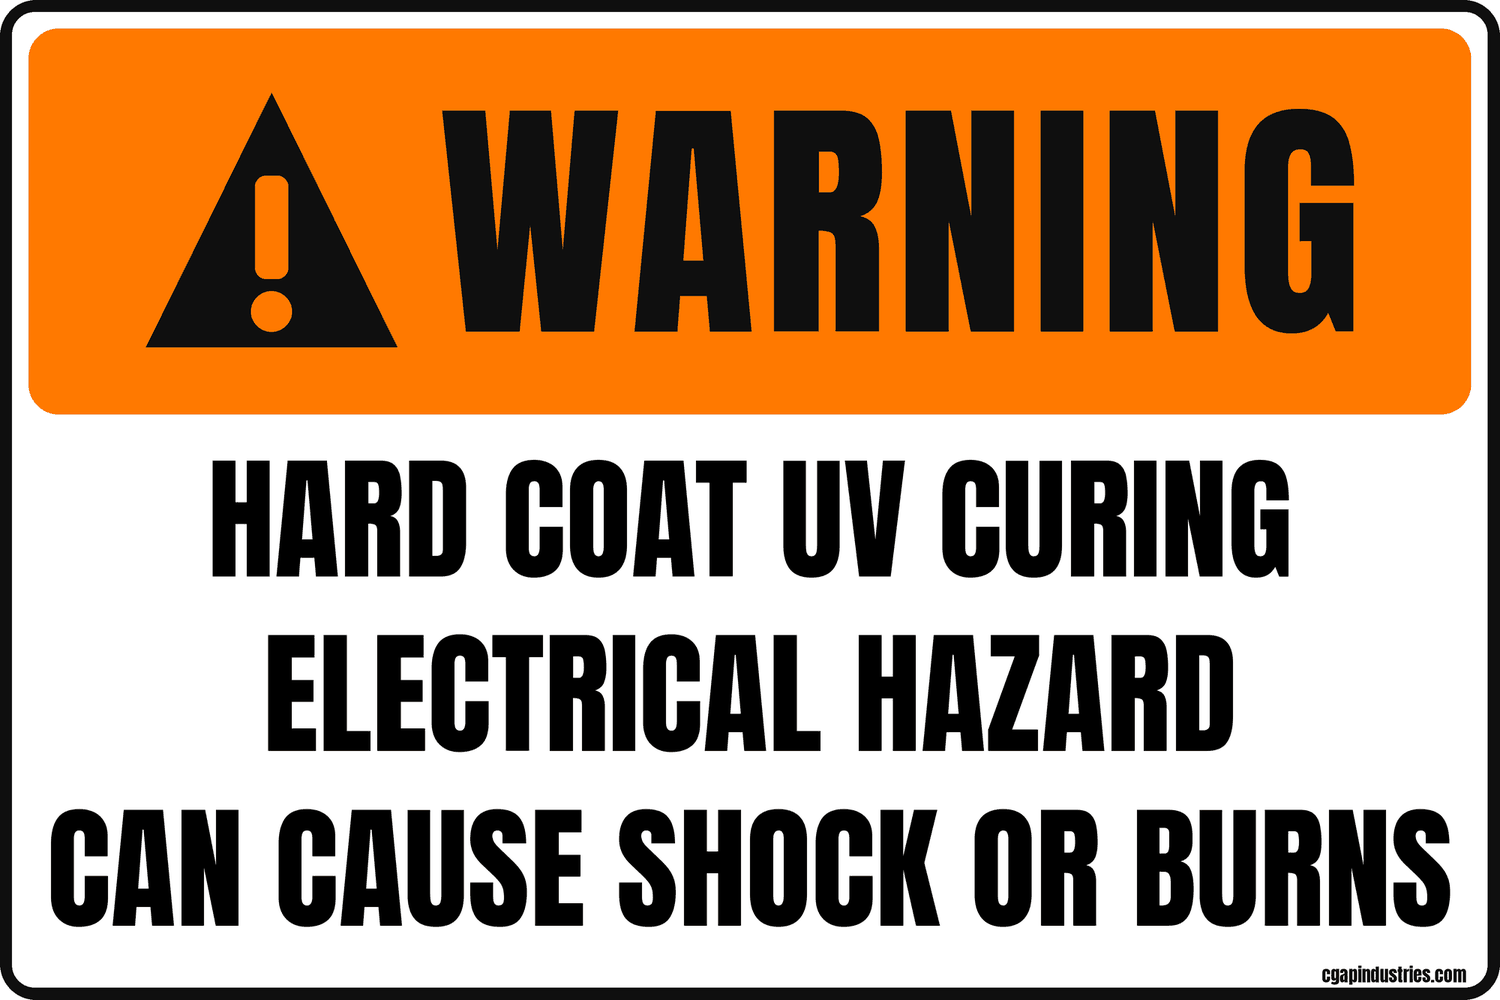 WARNING
HARD COAT UV CURING
ELECTRICAL HAZARD
CAN CAUSE SHOCK OR BURNS
cgapindustries.com